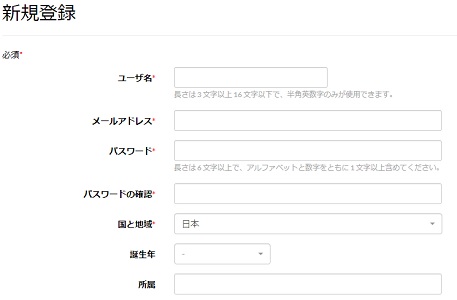 新規登録
必須*
ユーザ名*
長さは 3 文字以上 16 文字以下で、半角英数字のみが使用できます。
メールアドレス*
パスワード*
長さは 6 文字以上で、アルファベットと数字をともに 1 文字以上含めてください。
パスワードの確認*
国と地域* 日本
誕生年 -
所属